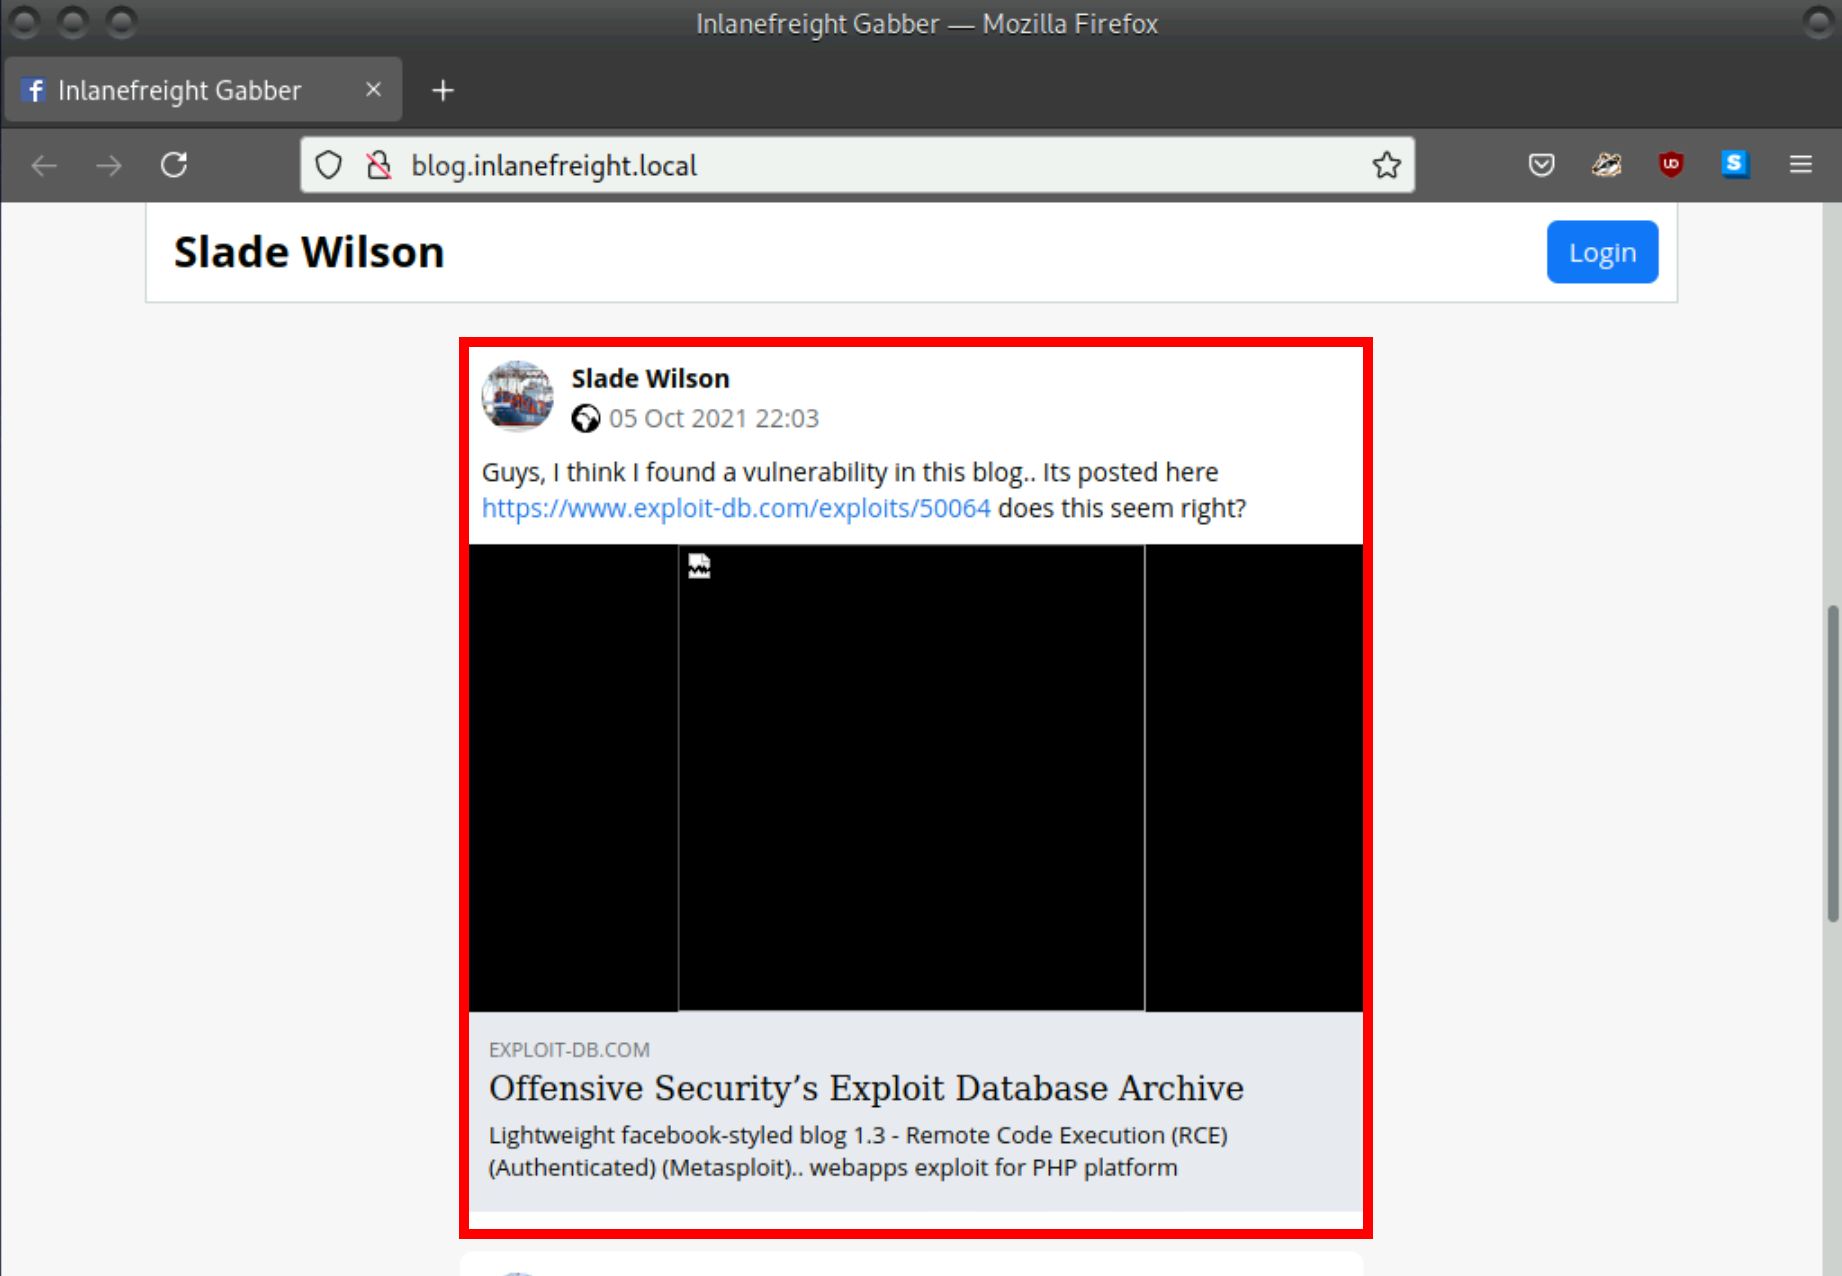 Inlanefreight Gabber — Mozilla Firefox
Inlanefreight Gabber
blog.inlanefreight.local
Slade Wilson
Login
Slade Wilson
05 Oct 2021 22:03
Guys, I think I found a vulnerability in this blog.. Its posted here
https://www.exploit-db.com/exploits/50064 does this seem right?
EXPLOIT-DB.COM
Offensive Security’s Exploit Database Archive
Lightweight facebook-styled blog 1.3 - Remote Code Execution (RCE)
(Authenticated) (Metasploit).. webapps exploit for PHP platform